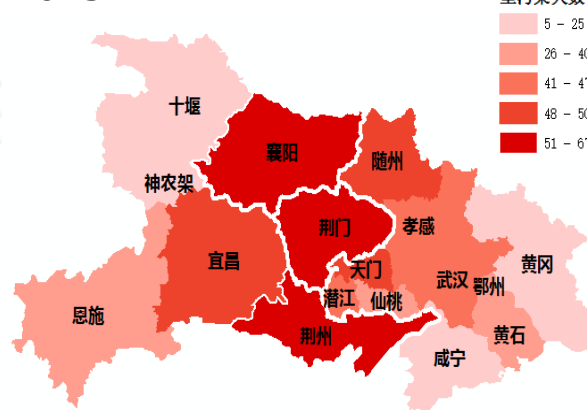 5 - 25
26 - 40
41 - 47
48 - 50
51 - 67
十堰
襄阳
随州
神农架
荆门
孝感
宜昌
天门
黄冈
武汉
鄂州
潜江
仙桃
恩施
荆州
黄石
咸宁